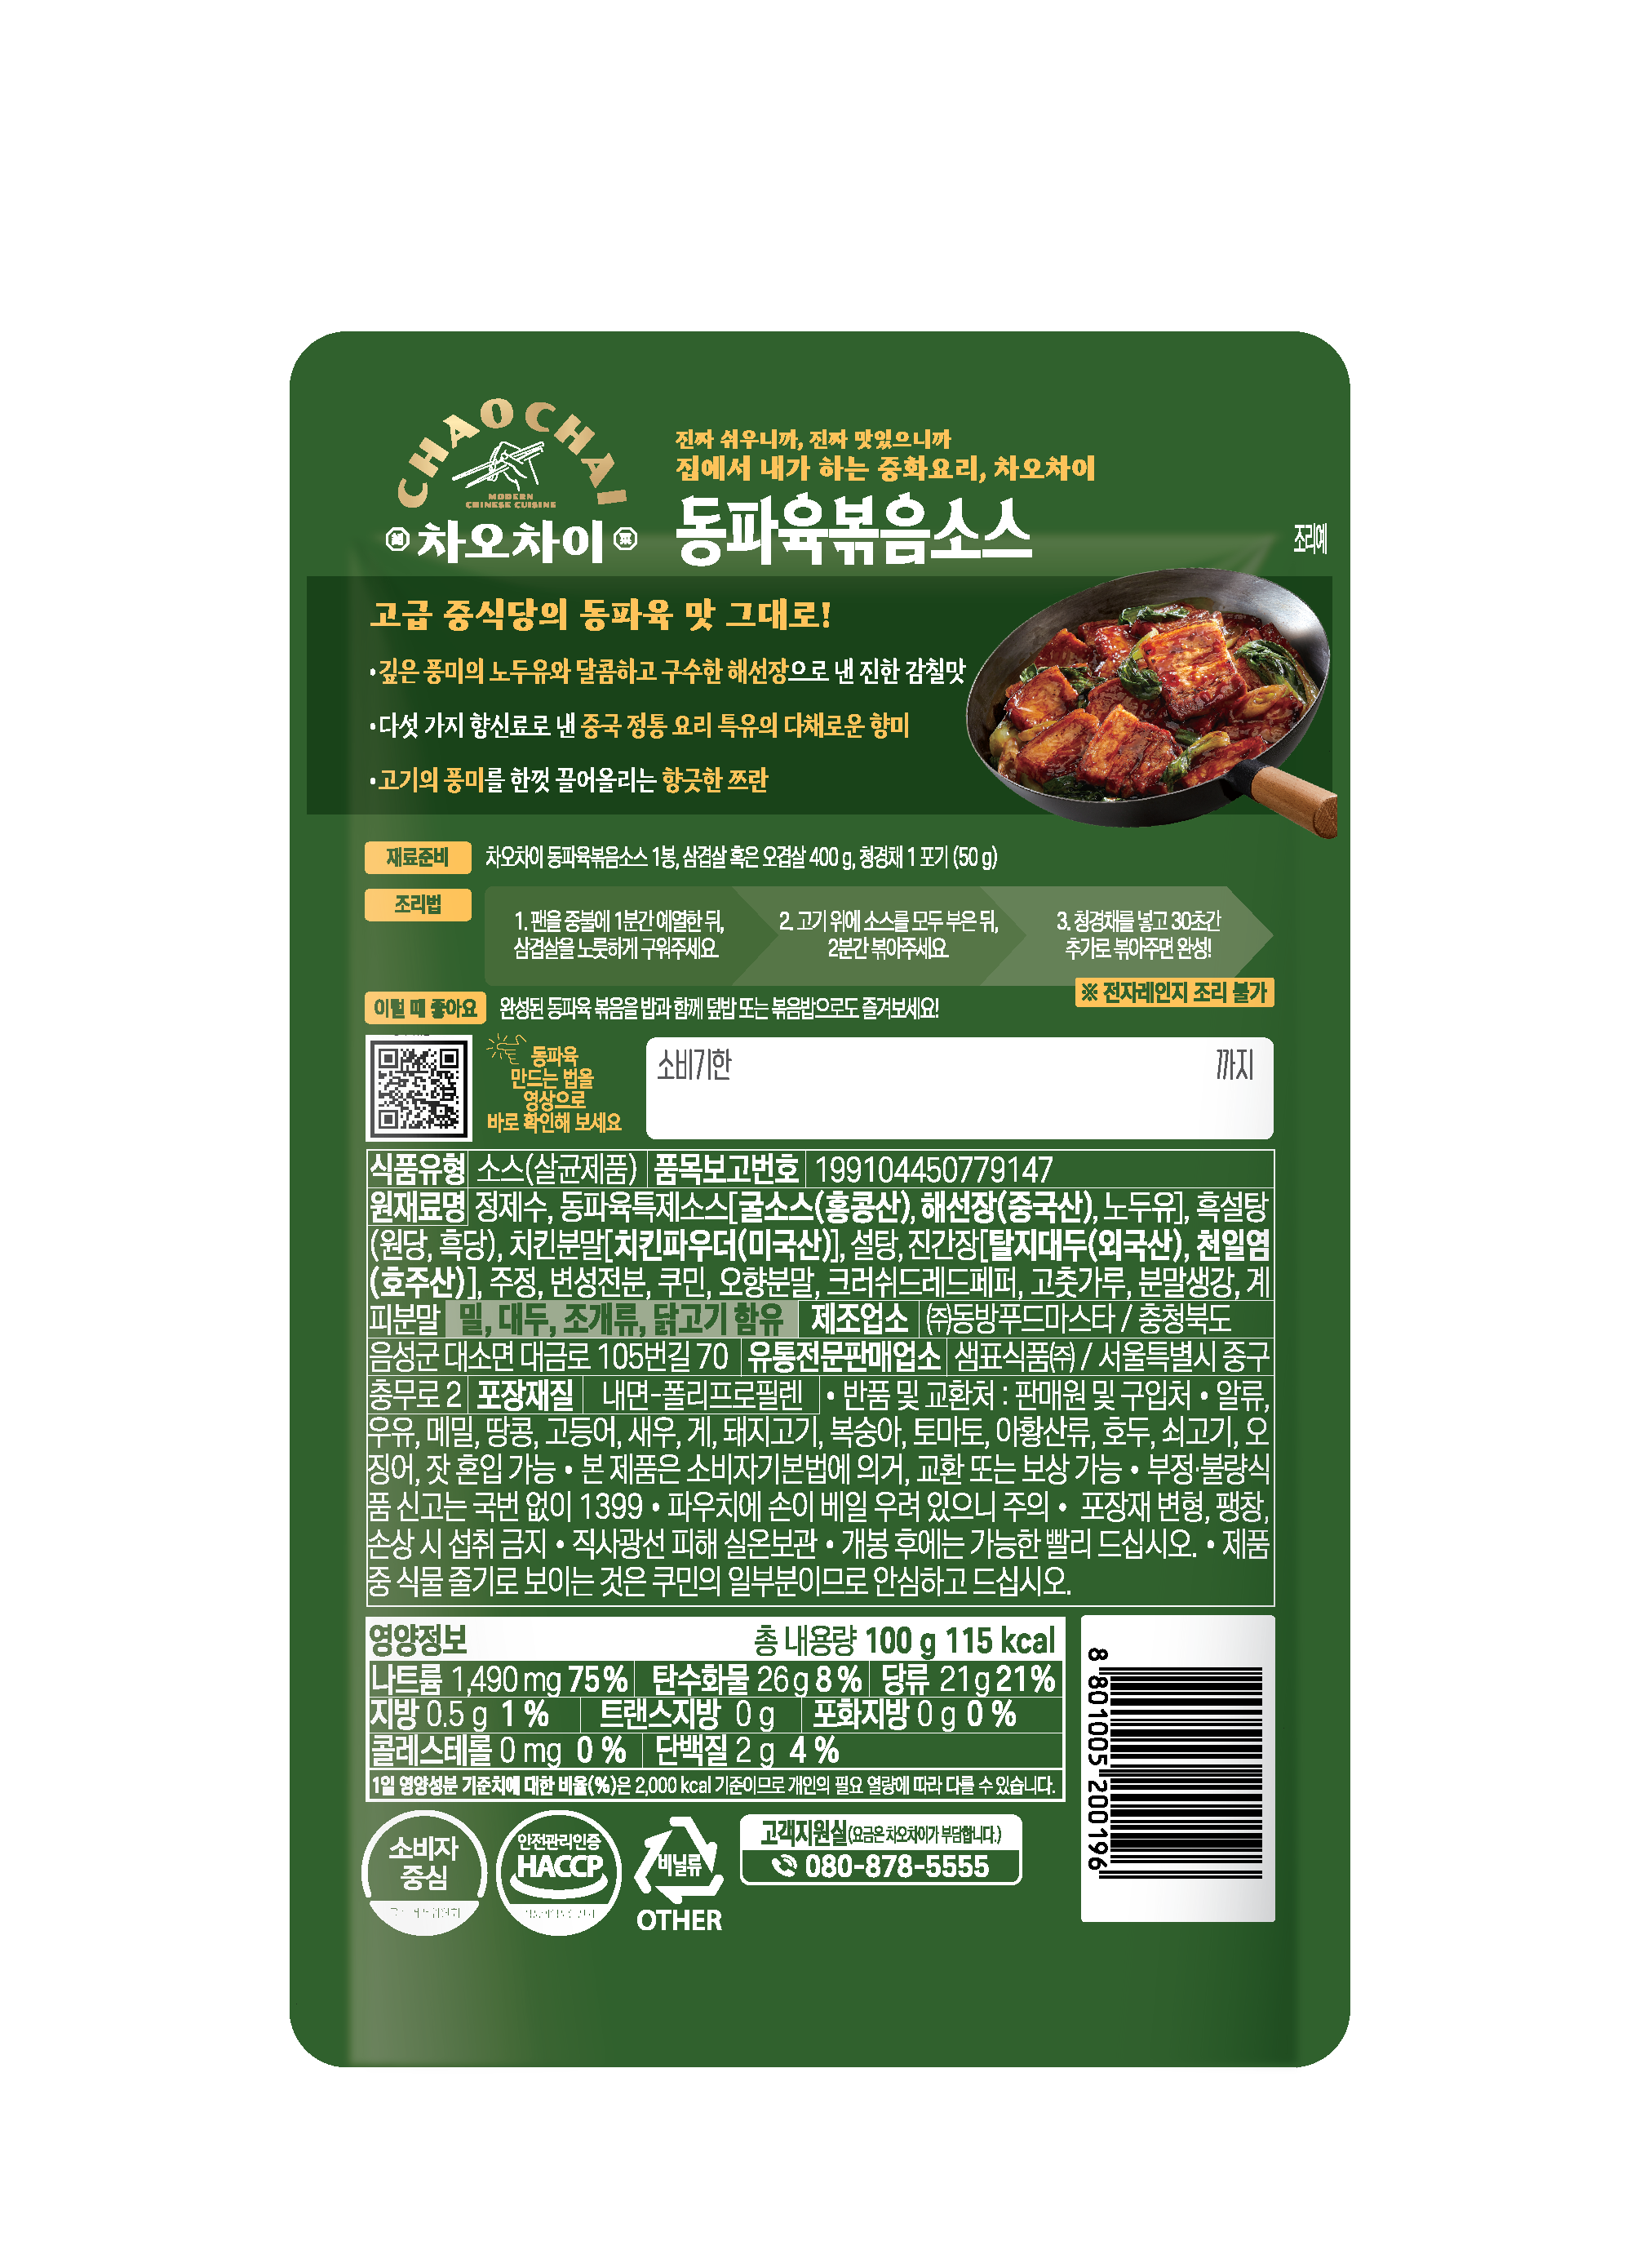 CHAOCHAI
MODERN
CHINESE CUISINE
차오차이
진짜 쉬우니까, 진짜 맛있으니까
집에서 내가 하는 중화요리, 차오차이
동파육볶음소스
조리예
고급 중식당의 동파육 맛 그대로!
•깊은 풍미의 노두유와 달콤하고 구수한 해선장으로 낸 진한 감칠맛
•다섯 가지 향신료로 낸 중국 정통 요리 특유의 다채로운 향미
•고기의 풍미를 한껏 끌어올리는 향긋한 쯔란
재료준비 차오차이 동파육볶음소스 1봉, 삼겹살 혹은 오겹살 400 g, 청경채 1 포기 (50 g)
조리법
1. 팬을 중불에 1분간 예열한 뒤,
삼겹살을 노릇하게 구워주세요.
2. 고기 위에 소스를 모두 부은 뒤,
2분간 볶아주세요.
3. 청경채를 넣고 30초간
추가로 볶아주면 완성!
※ 전자레인지 조리 불가
이럴 때 좋아요 완성된 동파육 볶음을 밥과 함께 덮밥 또는 볶음밥으로도 즐겨보세요!
동파육
만드는 법을
영상으로
바로 확인해 보세요
소비기한 까지
식품유형 소스(살균제품) 품목보고번호 199104450779147
원재료명 정제수, 동파육특제소스[굴소스(홍콩산), 해선장(중국산), 노두유], 흑설탕
(원당, 흑당), 치킨분말[치킨파우더(미국산)], 설탕, 진간장[탈지대두(외국산), 천일염
(호주산)], 주정, 변성전분, 쿠민, 오향분말, 크러쉬드레드페퍼, 고춧가루, 분말생강, 계
피분말 밀, 대두, 조개류, 닭고기 함유 제조업소 ㈜동방푸드마스타 / 충청북도
음성군 대소면 대금로 105번길 70 유통전문판매업소 샘표식품㈜ / 서울특별시 중구
충무로 2 포장재질 내면-폴리프로필렌 • 반품 및 교환처 : 판매원 및 구입처 • 알류,
우유, 메밀, 땅콩, 고등어, 새우, 게, 돼지고기, 복숭아, 토마토, 아황산류, 호두, 쇠고기, 오
징어, 잣 혼입 가능 • 본 제품은 소비자기본법에 의거, 교환 또는 보상 가능 • 부정·불량식
품 신고는 국번 없이 1399 • 파우치에 손이 베일 우려 있으니 주의 • 포장재 변형, 팽창,
손상 시 섭취 금지 • 직사광선 피해 실온보관 • 개봉 후에는 가능한 빨리 드십시오. • 제품
중 식물 줄기로 보이는 것은 쿠민의 일부분이므로 안심하고 드십시오.
영양정보 총 내용량 100 g 115 kcal
나트륨 1,490 mg 75% 탄수화물 26 g 8% 당류 21 g 21%
지방 0.5 g 1% 트랜스지방 0 g 포화지방 0 g 0%
콜레스테롤 0 mg 0% 단백질 2 g 4%
1일 영양성분 기준치에 대한 비율(%)은 2,000 kcal 기준이므로 개인의 필요 열량에 따라 다를 수 있습니다.
8 801005 200196
소비자
중심
안전관리인증
HACCP
비닐류
OTHER
고객지원실(요금은 차오차이가 부담합니다.)
080-878-5555